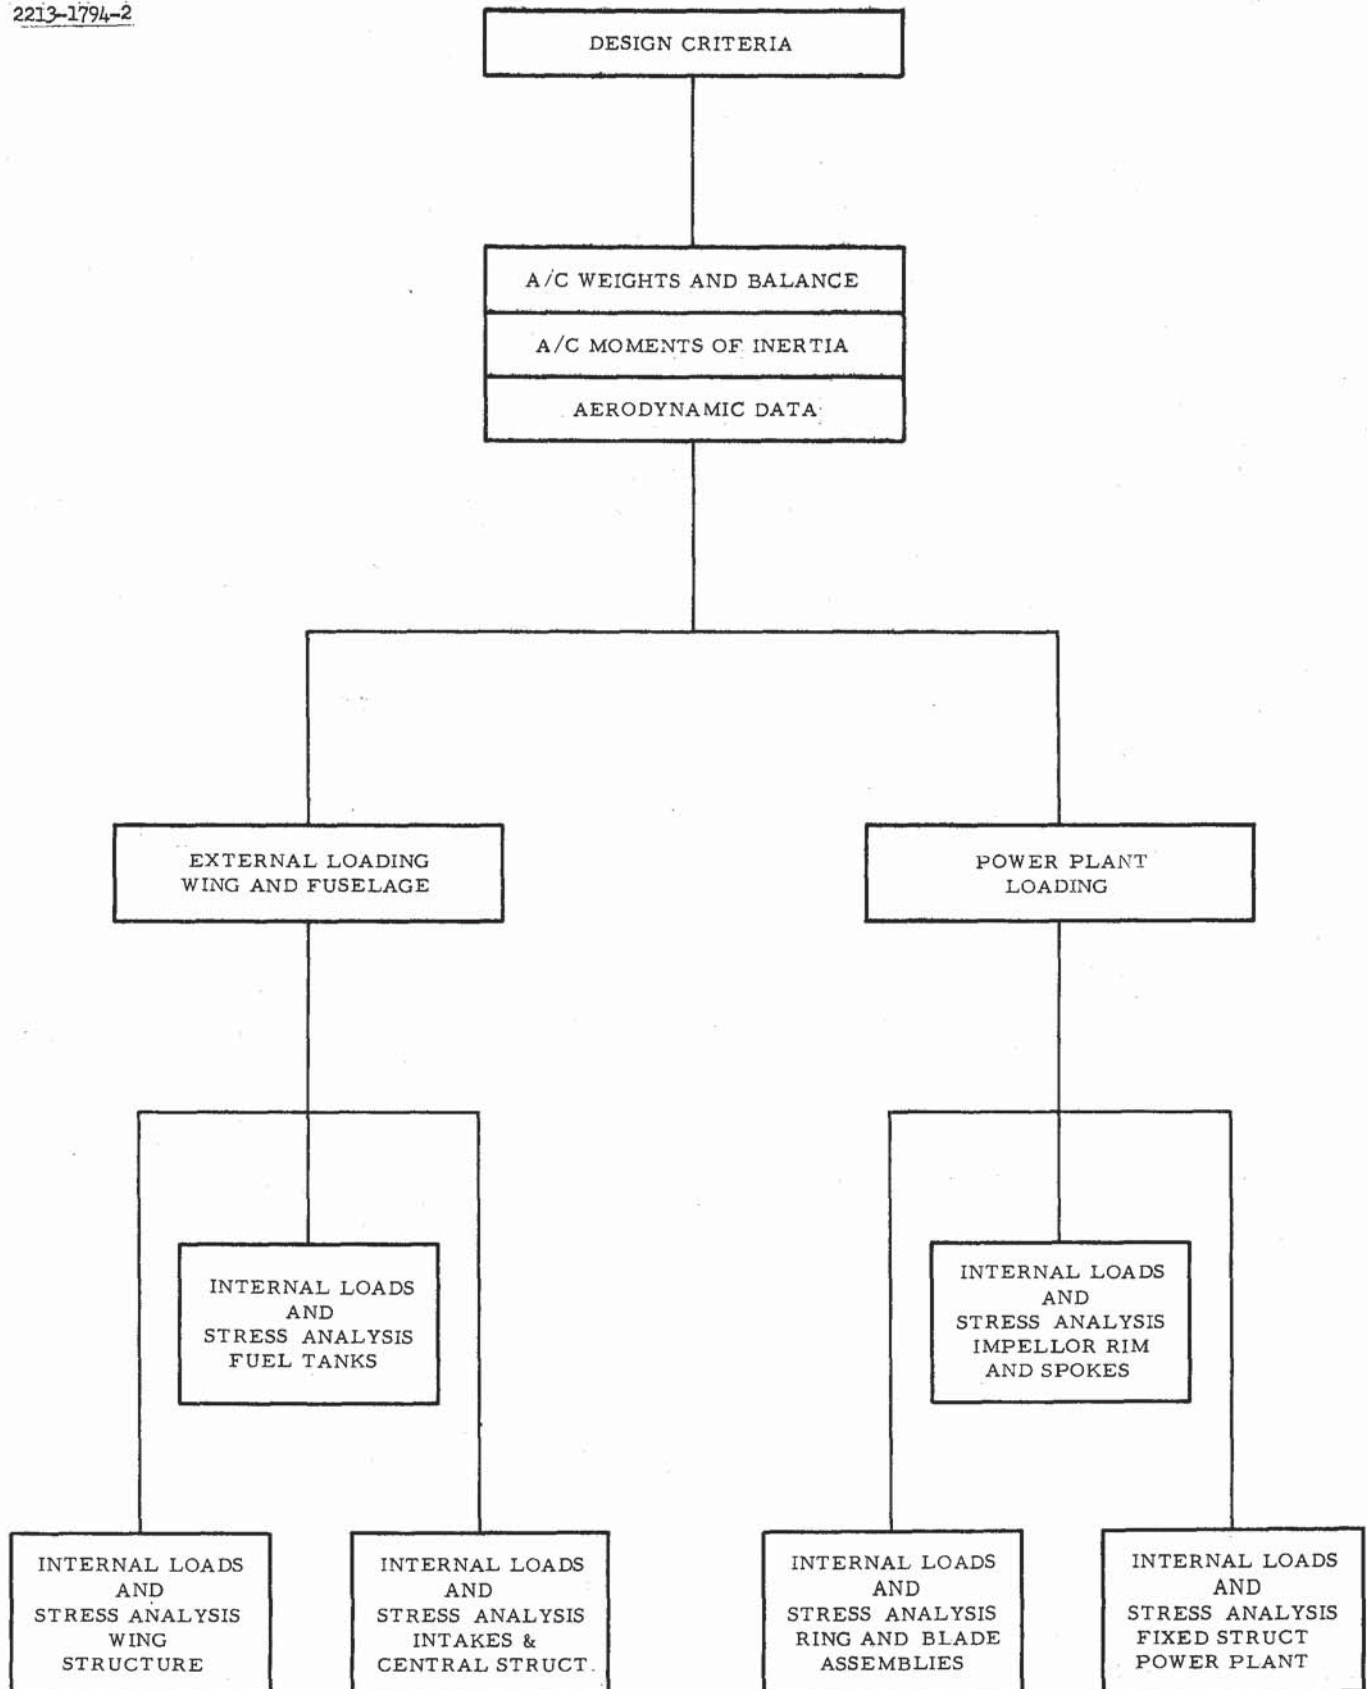 2213-1794-2
DESIGN CRITERIA
A/C WEIGHTS AND BALANCE
A/C MOMENTS OF INERTIA
AERODYNAMIC DATA
EXTERNAL LOADING
WING AND FUSELAGE
POWER PLANT
LOADING
INTERNAL LOADS
AND
STRESS ANALYSIS
FUEL TANKS
INTERNAL LOADS
AND
STRESS ANALYSIS
IMPELLOR RIM
AND SPOKES
INTERNAL LOADS
AND
STRESS ANALYSIS
WING
STRUCTURE
INTERNAL LOADS
AND
STRESS ANALYSIS
INTAKES &
CENTRAL STRUCT.
INTERNAL LOADS
AND
STRESS ANALYSIS
RING AND BLADE
ASSEMBLIES
INTERNAL LOADS
AND
STRESS ANALYSIS
FIXED STRUCT
POWER PLANT